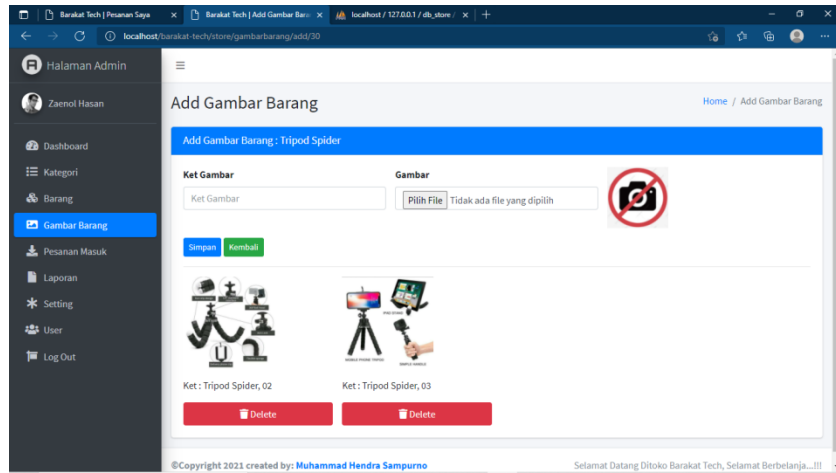 Barakat Tech | Pesanan Saya
Barakat Tech | Add Gambar Bara
localhost / 127.0.0.1 / db_store /
localhost/barakat-tech/store/gambarbarang/add/30
Halaman Admin
Zaenol Hasan
Dashboard
Kategori
Barang
Gambar Barang
Pesanan Masuk
Laporan
Setting
User
Log Out
Add Gambar Barang
Home / Add Gambar Barang
Add Gambar Barang : Tripod Spider
Ket Gambar
Gambar
Ket Gambar
Pilih File Tidak ada file yang dipilih
Simpan
Kembali
MOBILE PHONE TRIPOD
Ket : Tripod Spider, 02
Ket : Tripod Spider, 03
Delete
Delete
©Copyright 2021 created by: Muhammad Hendra Sampurno
Selamat Datang Ditoko Barakat Tech, Selamat Berbelanja...!!!